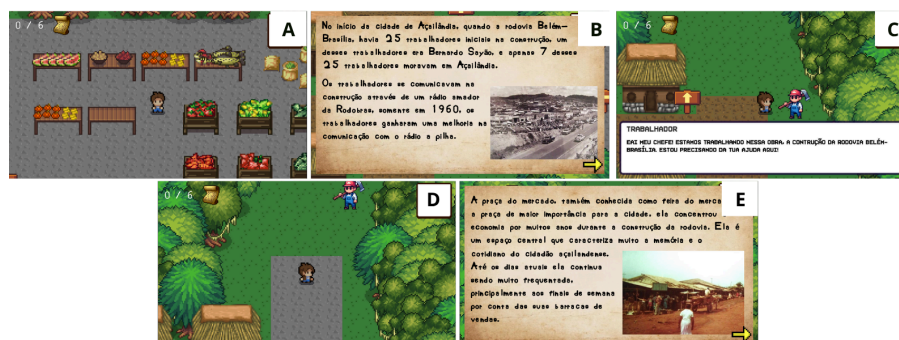 0 / 6
A
No início da cidade de Açailândia, quando a rodovia Belém-
Brasília, havia 25 trabalhadores iniciais na construção, um
desses trabalhadores era Bernardo Sayão, e apenas 7 desses
25 trabalhadores moravam em Açailândia.
Os trabalhadores se comunicavam na
construção através de um rádio amador
da Rodobras, somente em 1960, os
trabalhadores ganharam uma melhoria na
comunicação com o rádio a pilha.
B
0 / 6
C
TRABALHADOR
EAI MEU CHEFE! ESTAMOS TRABALHANDO NESSA OBRA, A CONTRUÇÃO DA RODOVIA BELÉM-
BRASÍLIA. ESTOU PRECISANDO DA TUA AJUDA AQUI!
0 / 6
D
A praça do mercado, também conhecida como feira do merca
a praça de maior importância para a cidade, ela concentrou
economia por muitos anos durante a construção da rodovia. Ela é
um espaço central que caracteriza muito a memória e o
cotidiano do cidadão açailandense.
Até os dias atuais ela continua
sendo muito frequentada,
principalmente aos finais de semana
por conta das suas barracas de
vendas.
E